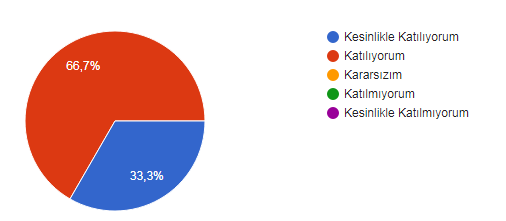 66,7%
33,3%
Kesinlikle Katılıyorum
Katılıyorum
Kararsızım
Katılmıyorum
Kesinlikle Katılmıyorum